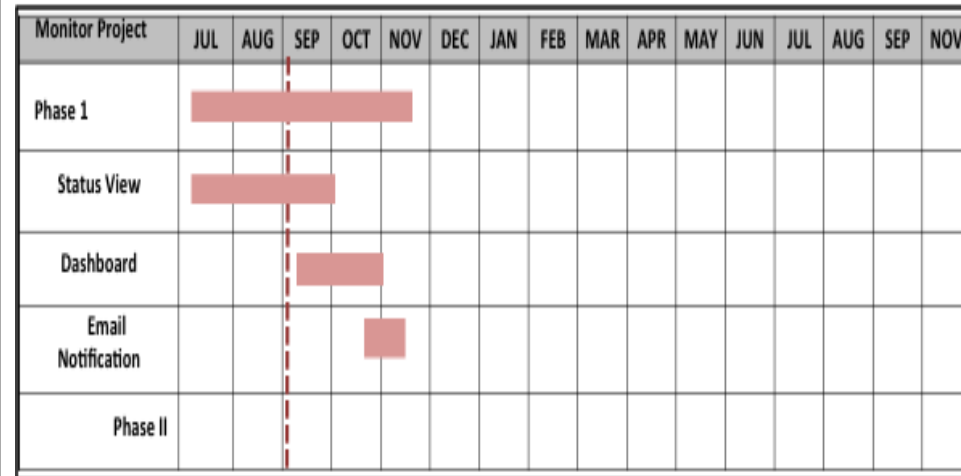 Monitor Project
JUL AUG SEP OCT NOV DEC JAN FEB MAR APR MAY JUN JUL AUG SEP NOV
Phase 1
Status View
Dashboard
Email
Notification
Phase II